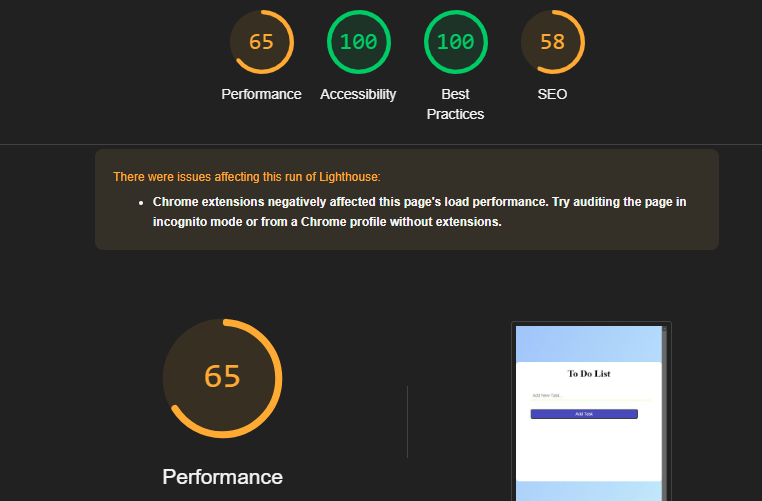 65
100
100
58
Performance
Accessibility
Best
Practices
SEO
There were issues affecting this run of Lighthouse:
• Chrome extensions negatively affected this page's load performance. Try auditing the page in
incognito mode or from a Chrome profile without extensions.
65
Performance
To Do List
Add New Task...
Add Task